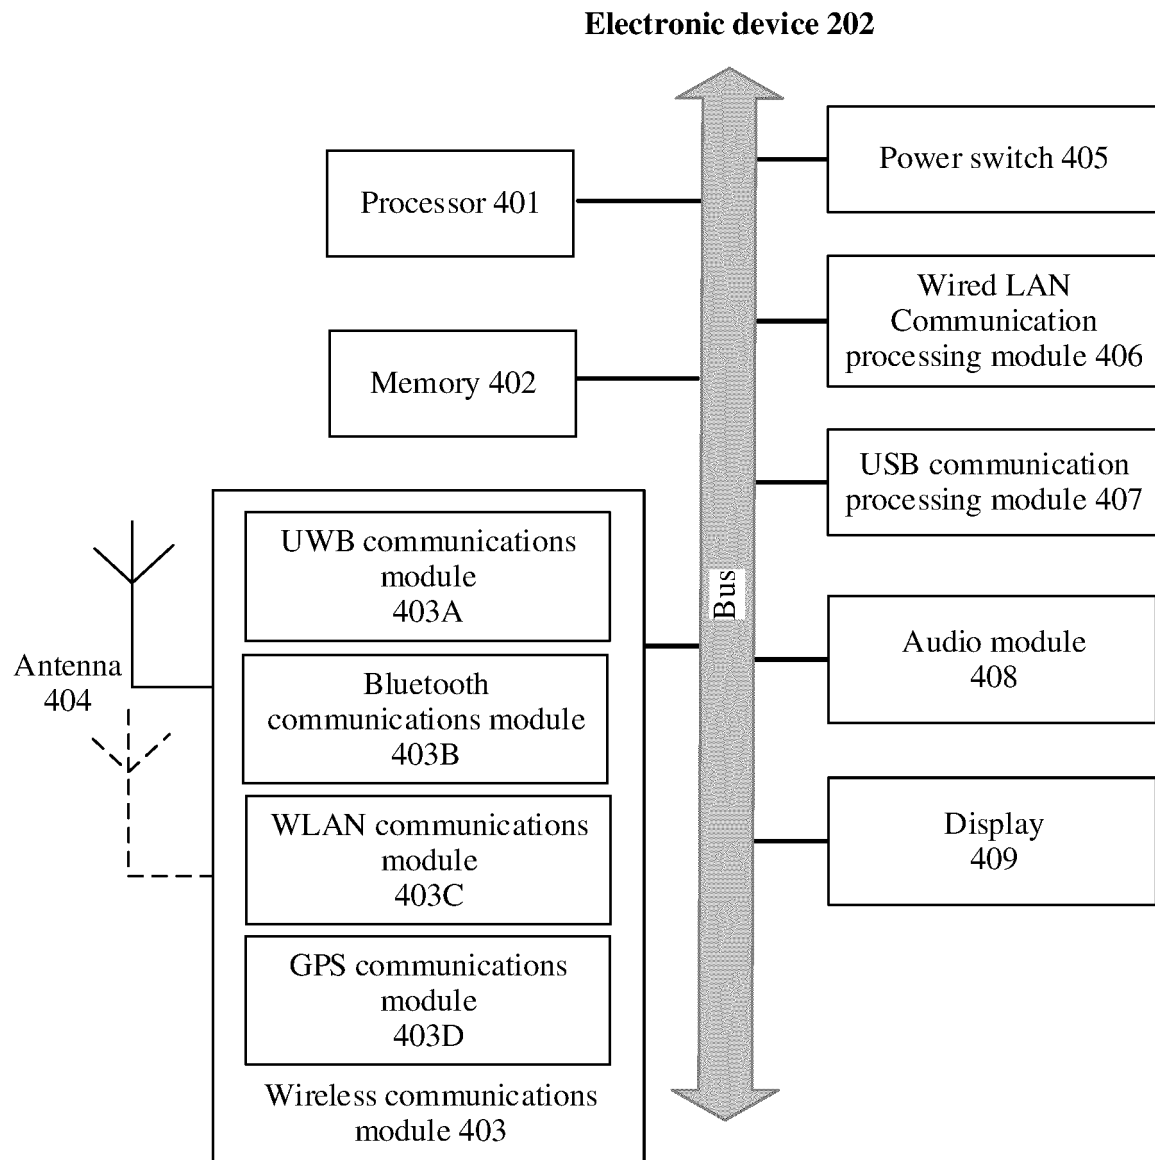 Electronic device 202
Processor 401
Memory 402
UWB communications
module
403A
Bluetooth
communications module
403B
WLAN communications
module
403C
GPS communications
module
403D
Wireless communications
module 403
Antenna
404
Bus
Power switch 405
Wired LAN
Communication
processing module 406
USB communication
processing module 407
Audio module
408
Display
409